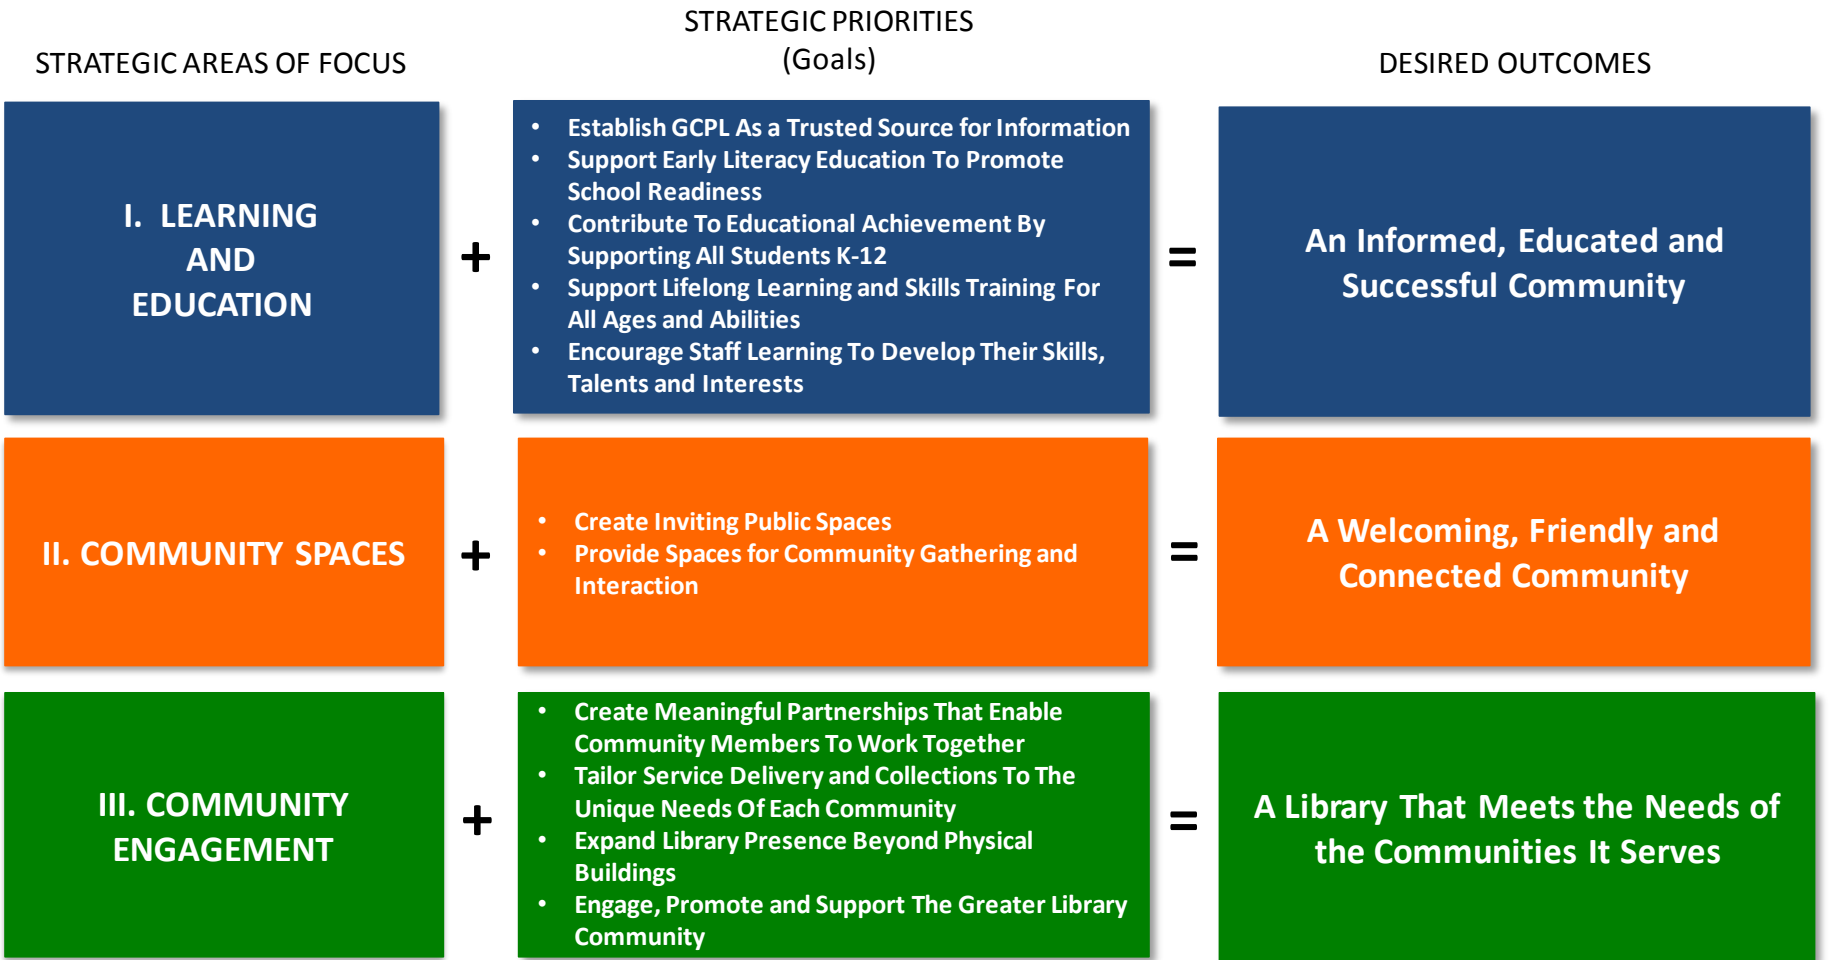 STRATEGIC AREAS OF FOCUS
STRATEGIC PRIORITIES
(Goals)
DESIRED OUTCOMES
I. LEARNING
AND
EDUCATION
+
• Establish GCPL As a Trusted Source for Information
• Support Early Literacy Education To Promote
School Readiness
• Contribute To Educational Achievement By
Supporting All Students K-12
• Support Lifelong Learning and Skills Training For
All Ages and Abilities
• Encourage Staff Learning To Develop Their Skills,
Talents and Interests
=
An Informed, Educated and
Successful Community
II. COMMUNITY SPACES
+
• Create Inviting Public Spaces
• Provide Spaces for Community Gathering and
Interaction
=
A Welcoming, Friendly and
Connected Community
III. COMMUNITY
ENGAGEMENT
+
• Create Meaningful Partnerships That Enable
Community Members To Work Together
• Tailor Service Delivery and Collections To The
Unique Needs Of Each Community
• Expand Library Presence Beyond Physical
Buildings
• Engage, Promote and Support The Greater Library
Community
=
A Library That Meets the Needs of
the Communities It Serves